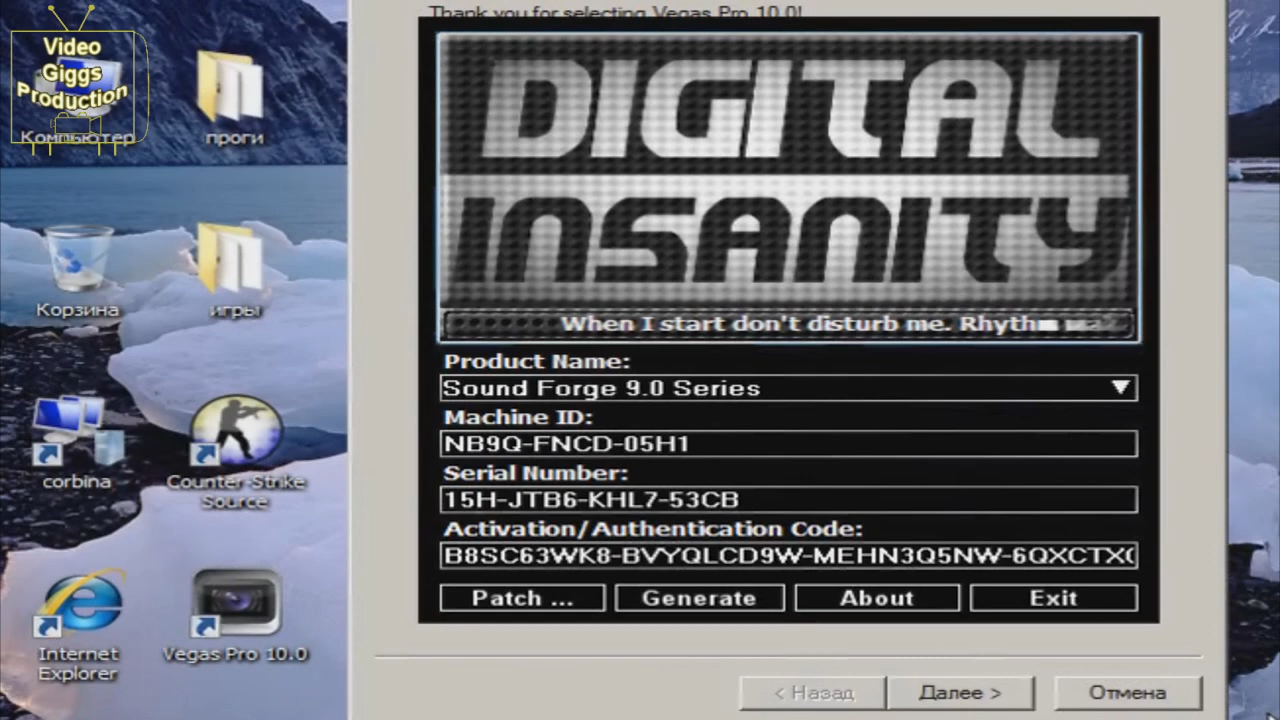 Thank you for selecting Vegas Pro 10.0!
Video
Giggs
Production
Компьютер
проги
DIGITAL
INSANITY
When I start don't disturb me.
Корзина
игры
Product Name:
Sound Forge 9.0 Series
Machine ID:
NB9Q-FNCD-05H1
Serial Number:
15H-JTB6-KHL7-53CB
corbina
Counter-Strike
Source
Activation/Authentication Code:
B8SC63WK8-BVYQLCD9W-MEHN3Q5NW-6QXCTX
Patch ...
Generate
About
Exit
Internet
Explorer
Vegas Pro 10.0
< Назад
Далее >
Отмена